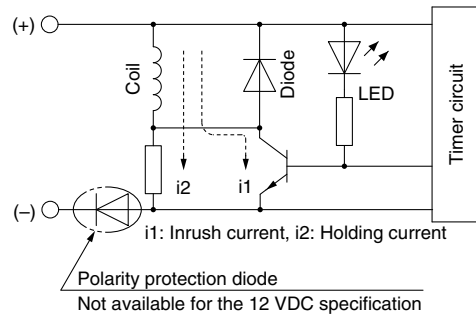 (+)
Coil
Diode
LED
Timer circuit
i2
i1
(–)
i1: Inrush current, i2: Holding current
Polarity protection diode
Not available for the 12 VDC specification